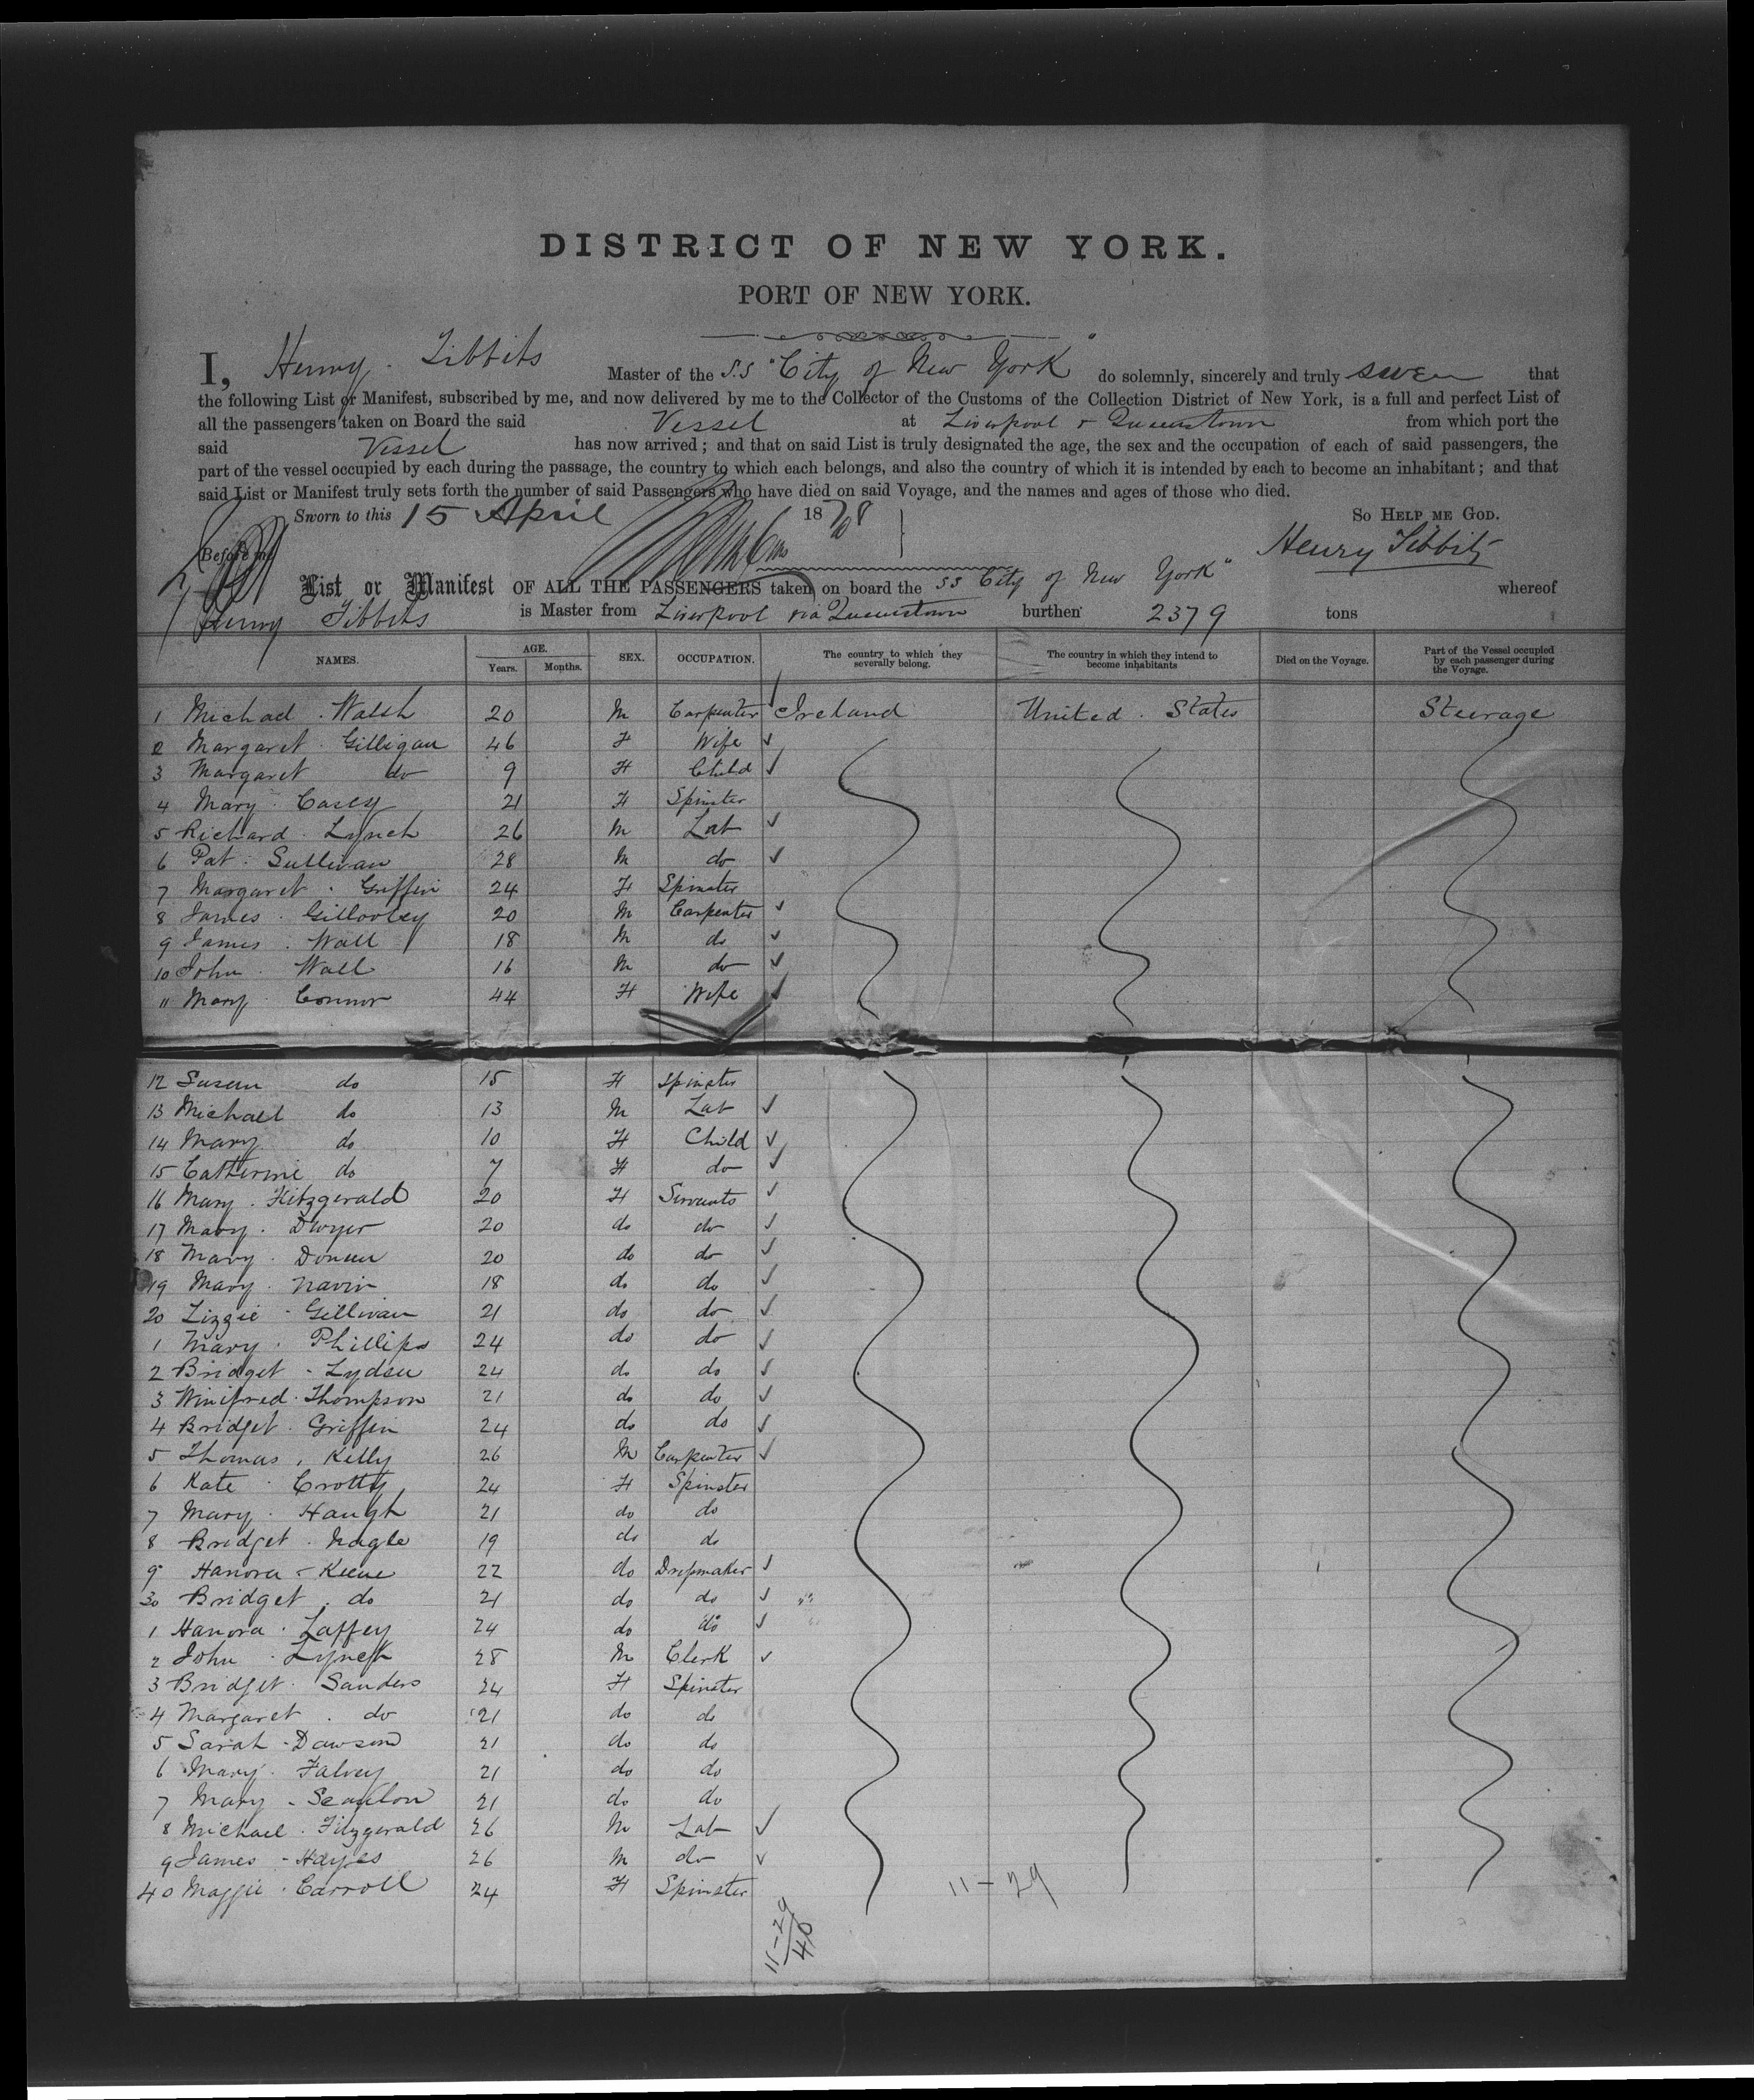 DISTRICT OF NEW YORK.
PORT OF NEW YORK.
I, Henry Tibbits Master of the S.S "City of New York" do solemnly, sincerely and truly swear that
the following List or Manifest, subscribed by me, and now delivered by me to the Collector of the Customs of the Collection District of New York, is a full and perfect List of
all the passengers taken on Board the said Vessel at Liverpool & Queenstown from which port the
said Vessel has now arrived; and that on said List is truly designated the age, the sex and the occupation of each of said passengers, the
part of the vessel occupied by each during the passage, the country to which each belongs, and also the country of which it is intended by each to become an inhabitant; and that
said List or Manifest truly sets forth the number of said Passengers who have died on said Voyage, and the names and ages of those who died.
Sworn to this 15 April 1878 So HELP ME GOD.
Before me Henry Tibbits
List or Manifest OF ALL THE PASSENGERS taken on board the SS City of New York" whereof
Henry Tibbits is Master from Liverpool via Queenstown burthen 2379 tons
NAMES. AGE. Years. Months. SEX. OCCUPATION. The country to which they severally belong. The country in which they intend to become inhabitants Died on the Voyage. Part of the Vessel occupied by each passenger during the Voyage.
1 Michael Walsh 20 M Carpenter Ireland United States Steerage
2 Margaret Gilligan 46 F Wife
3 Margaret do 9 F Child
4 Mary Casey 21 F Spinster
5 Richard Lynch 26 M Lab
6 Pat Sullivan 28 M do
7 Margaret Griffin 24 F Spinster
8 James Gillooley 20 M Carpenter
9 James Wall 18 M do
10 John Wall 16 M do
11 Mary Connor 44 F Wife
12 Susan do 15 F Spinster
13 Michael do 13 M Lab
14 Mary do 10 F Child
15 Catherine do 7 F do
16 Mary Fitzgerald 20 F Servants
17 Mary Dwyer 20 do do
18 Mary 20 do do
19 Mary Navin 18 do do
20 Lizzie Gillivan 21 do do
1 Mary Phillips 24 do do
2 Bridget Lyden 24 do do
3 Winifred Thompson 21 do do
4 Bridget Griffin 24 do do
5 Thomas Kelly 26 M Carpenter
6 Kate Crotty 24 F Spinster
7 Mary Haugh 21 do do
8 Bridget Nagle 19 do do
9 Hanora Keene 22 do Dressmaker
30 Bridget do 21 do do
1 Hanora Laffey 24 do do
2 John Lynch 28 M Clerk
3 Bridget Sanders 24 F Spinster
4 Margaret do 21 do do
5 Sarah Dawson 21 do do
6 Mary Falvey 21 do do
7 Mary Scanlon 21 do do
8 Michael Fitzgerald 26 M Lab
9 James Hayes 26 M do
40 Maggie Carroll 24 F Spinster
11-29
11-29
40